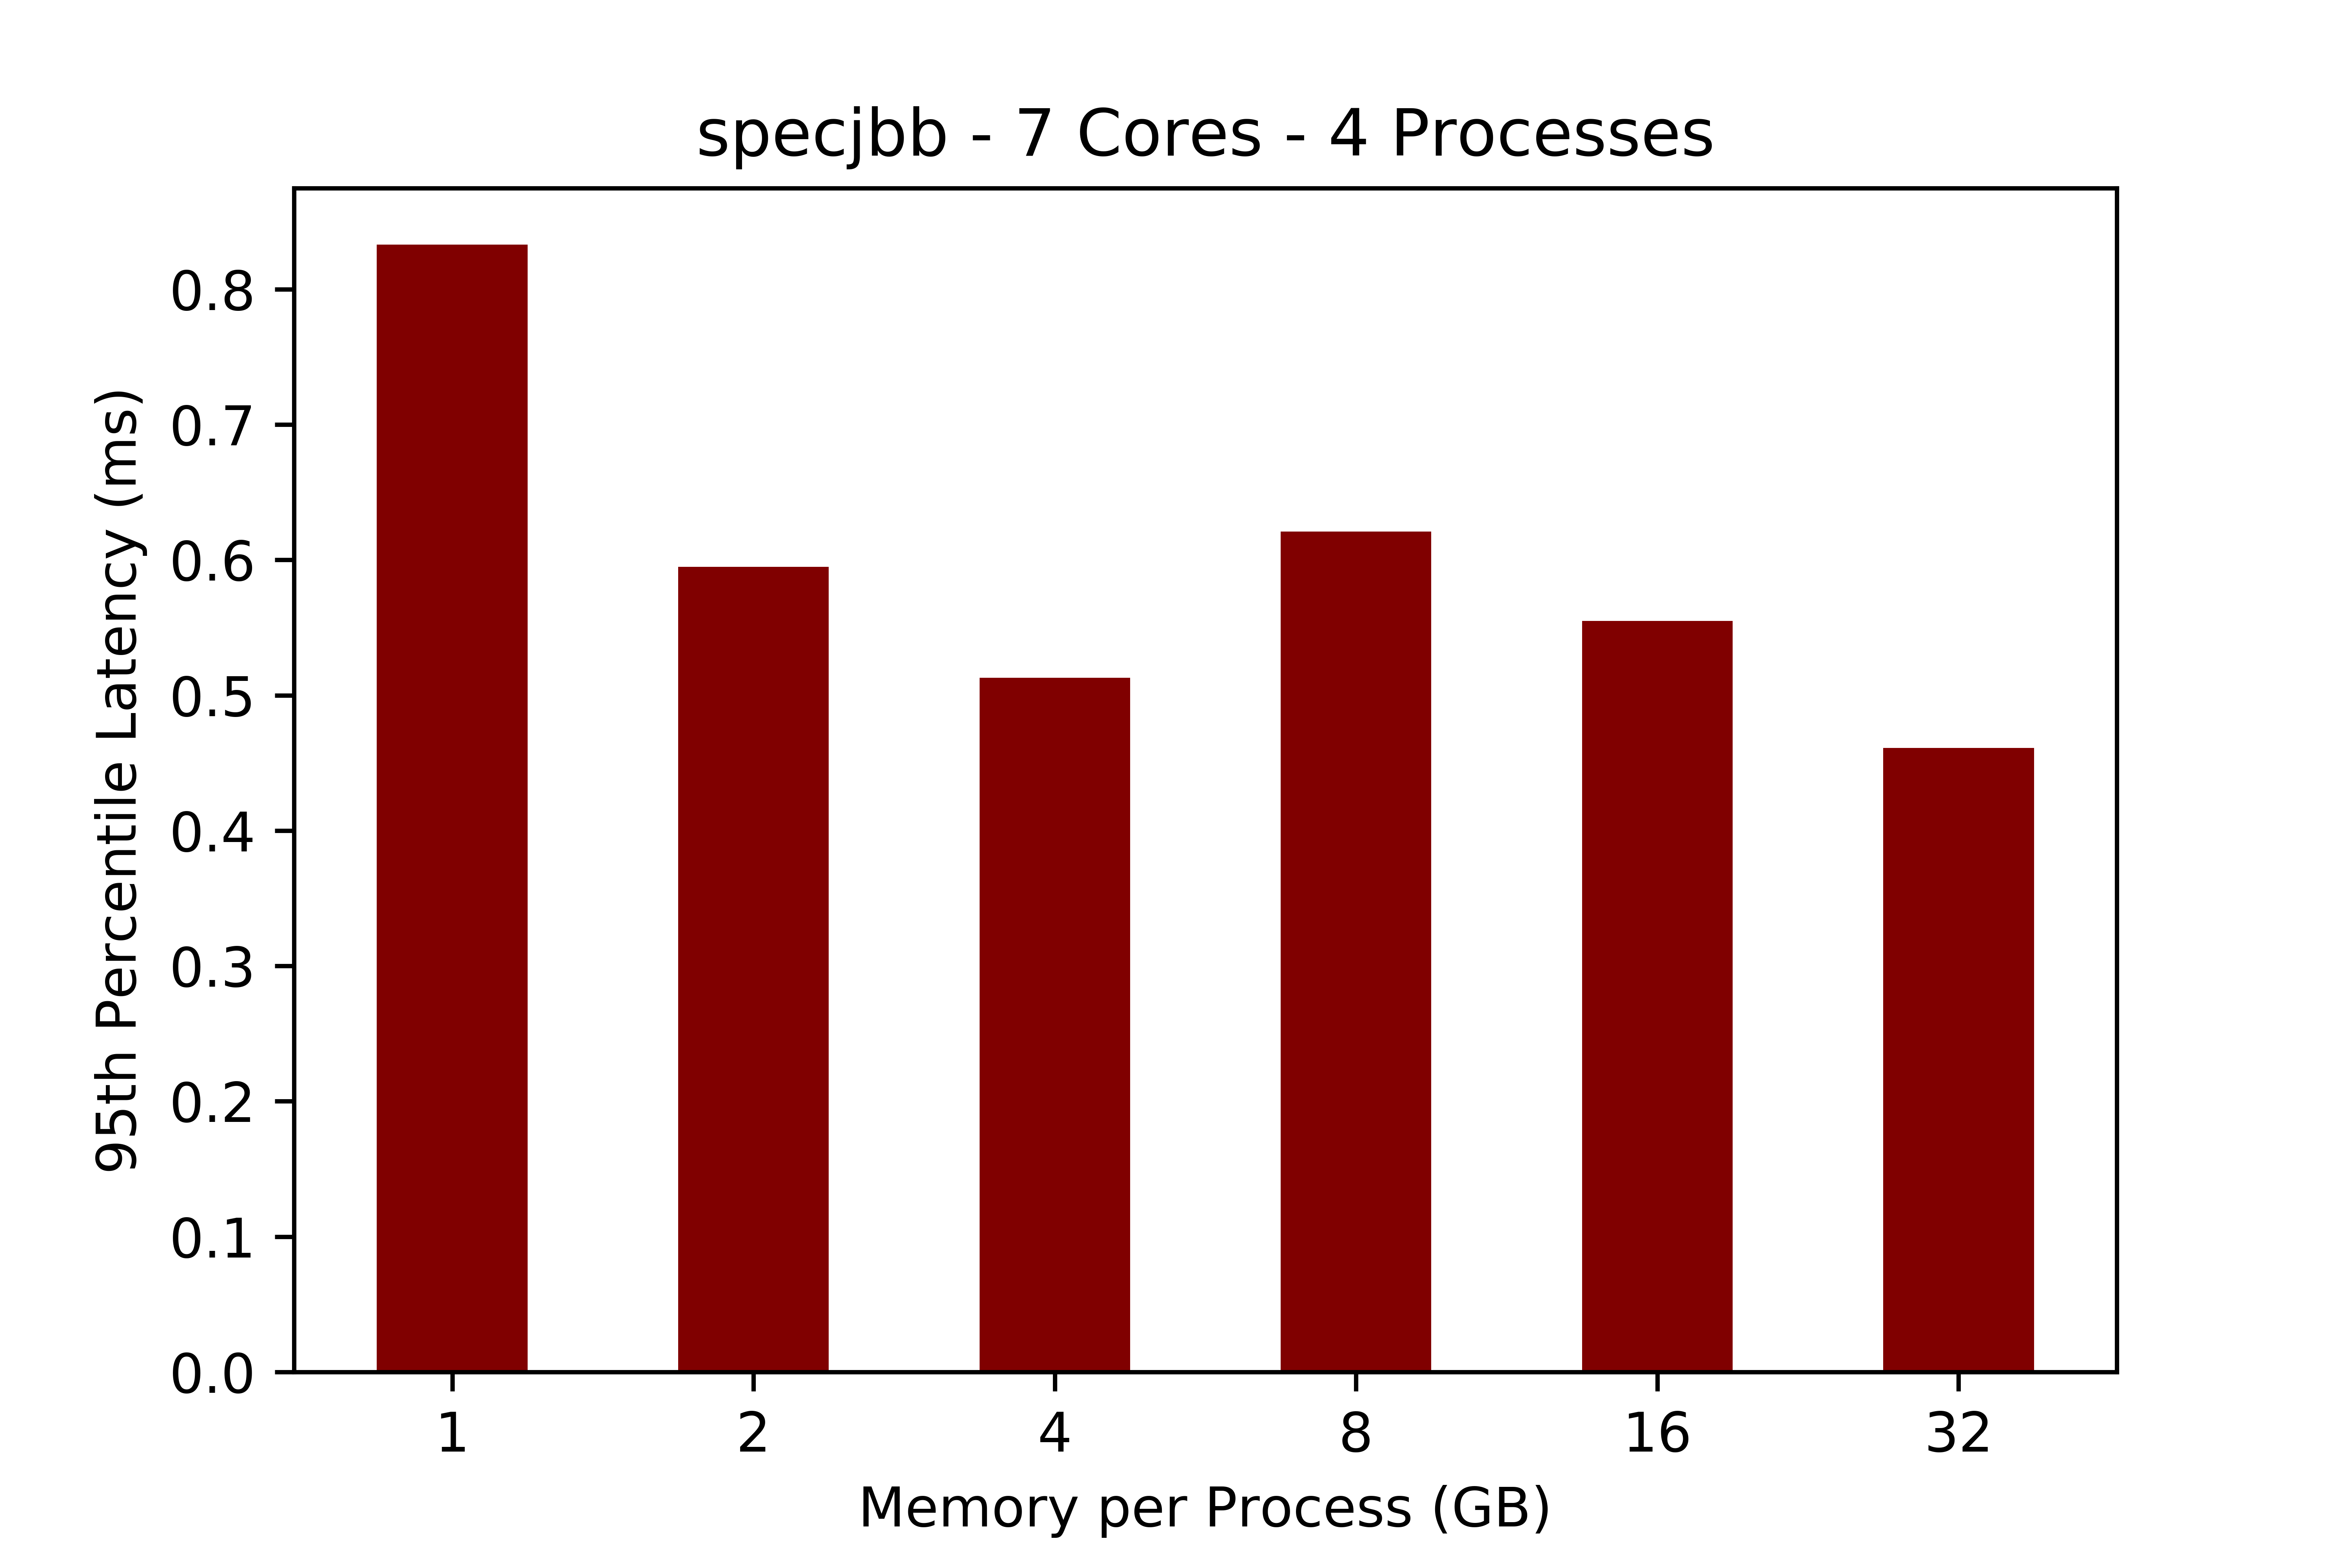 specjbb - 7 Cores - 4 Processes
95th Percentile Latency (ms)
0.8
0.7
0.6
0.5
0.4
0.3
0.2
0.1
0.0
1 2 4 8 16 32
Memory per Process (GB)